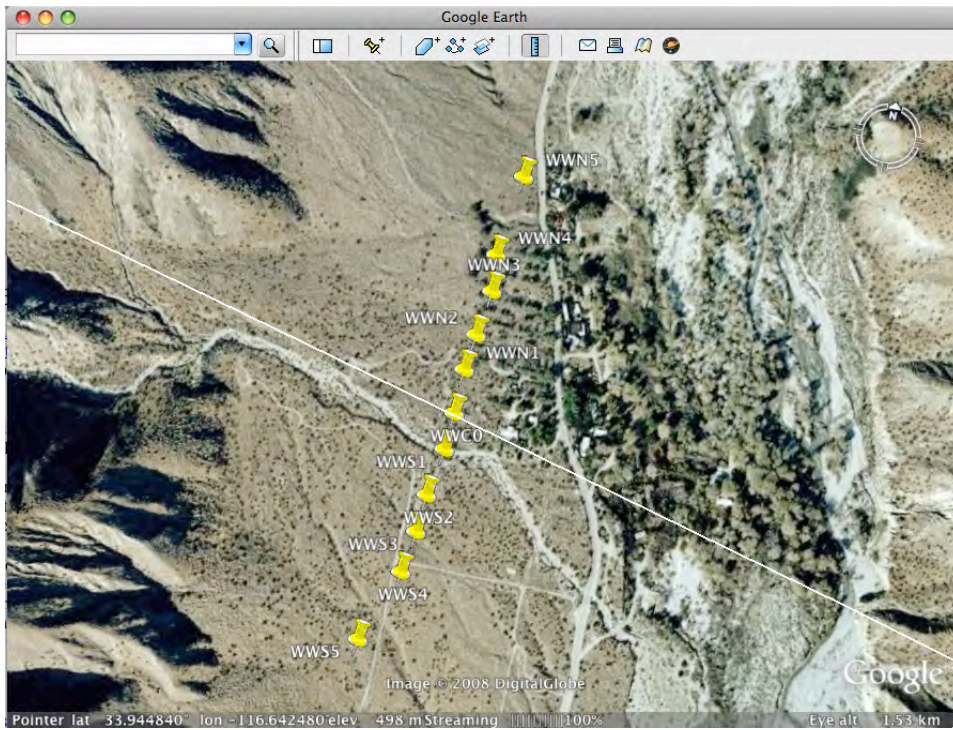 Google Earth
WWN5
WWN4
WWN3
WWN2
WWN1
WWC0
WWS1
WWS2
WWS3
WWS4
WWS5
N
Image © 2008 DigitalGlobe
Google
Pointer lat 33.944840° lon -116.642480° elev 498 m Streaming ||||||||| 100% Eye alt 1.53 km